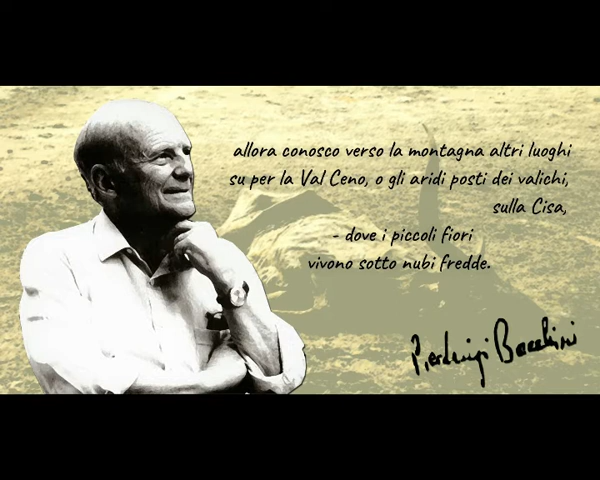 allora conosco verso la montagna altri luoghi
su per la Val Ceno, o gli aridi posti dei valichi,
sulla Cisa,
- dove i piccoli fiori
vivono sotto nubi fredde.
Pierluigi Bacchini